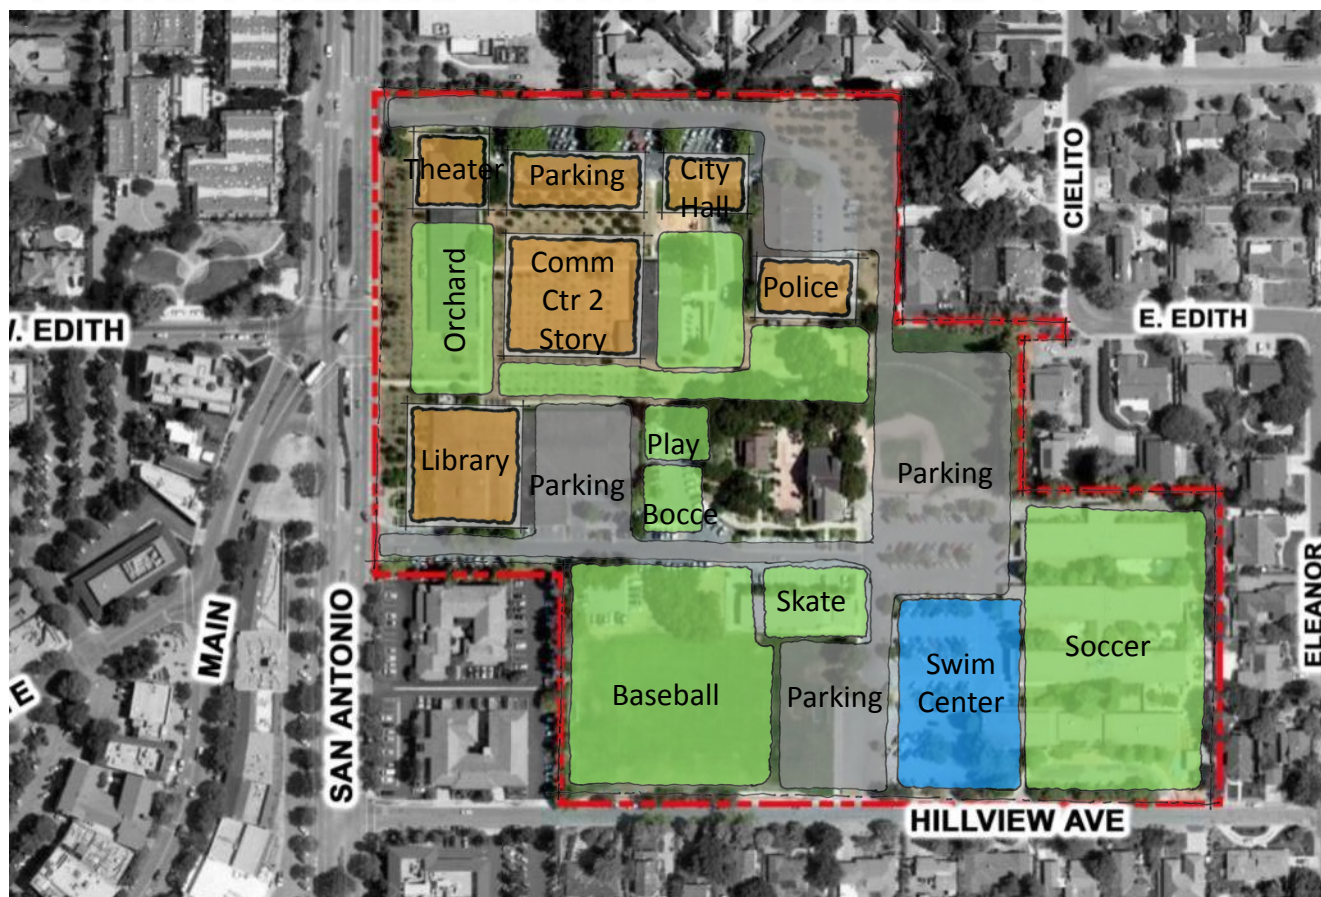 Theater
Parking
City
Hall
CIELITO
Orchard
Comm
Ctr 2
Story
Police
. EDITH
E. EDITH
Library
Parking
Play
Bocce
Parking
MAIN
SAN ANTONIO
Baseball
Skate
Parking
Swim
Center
Soccer
ELEANOR
E
HILLVIEW AVE